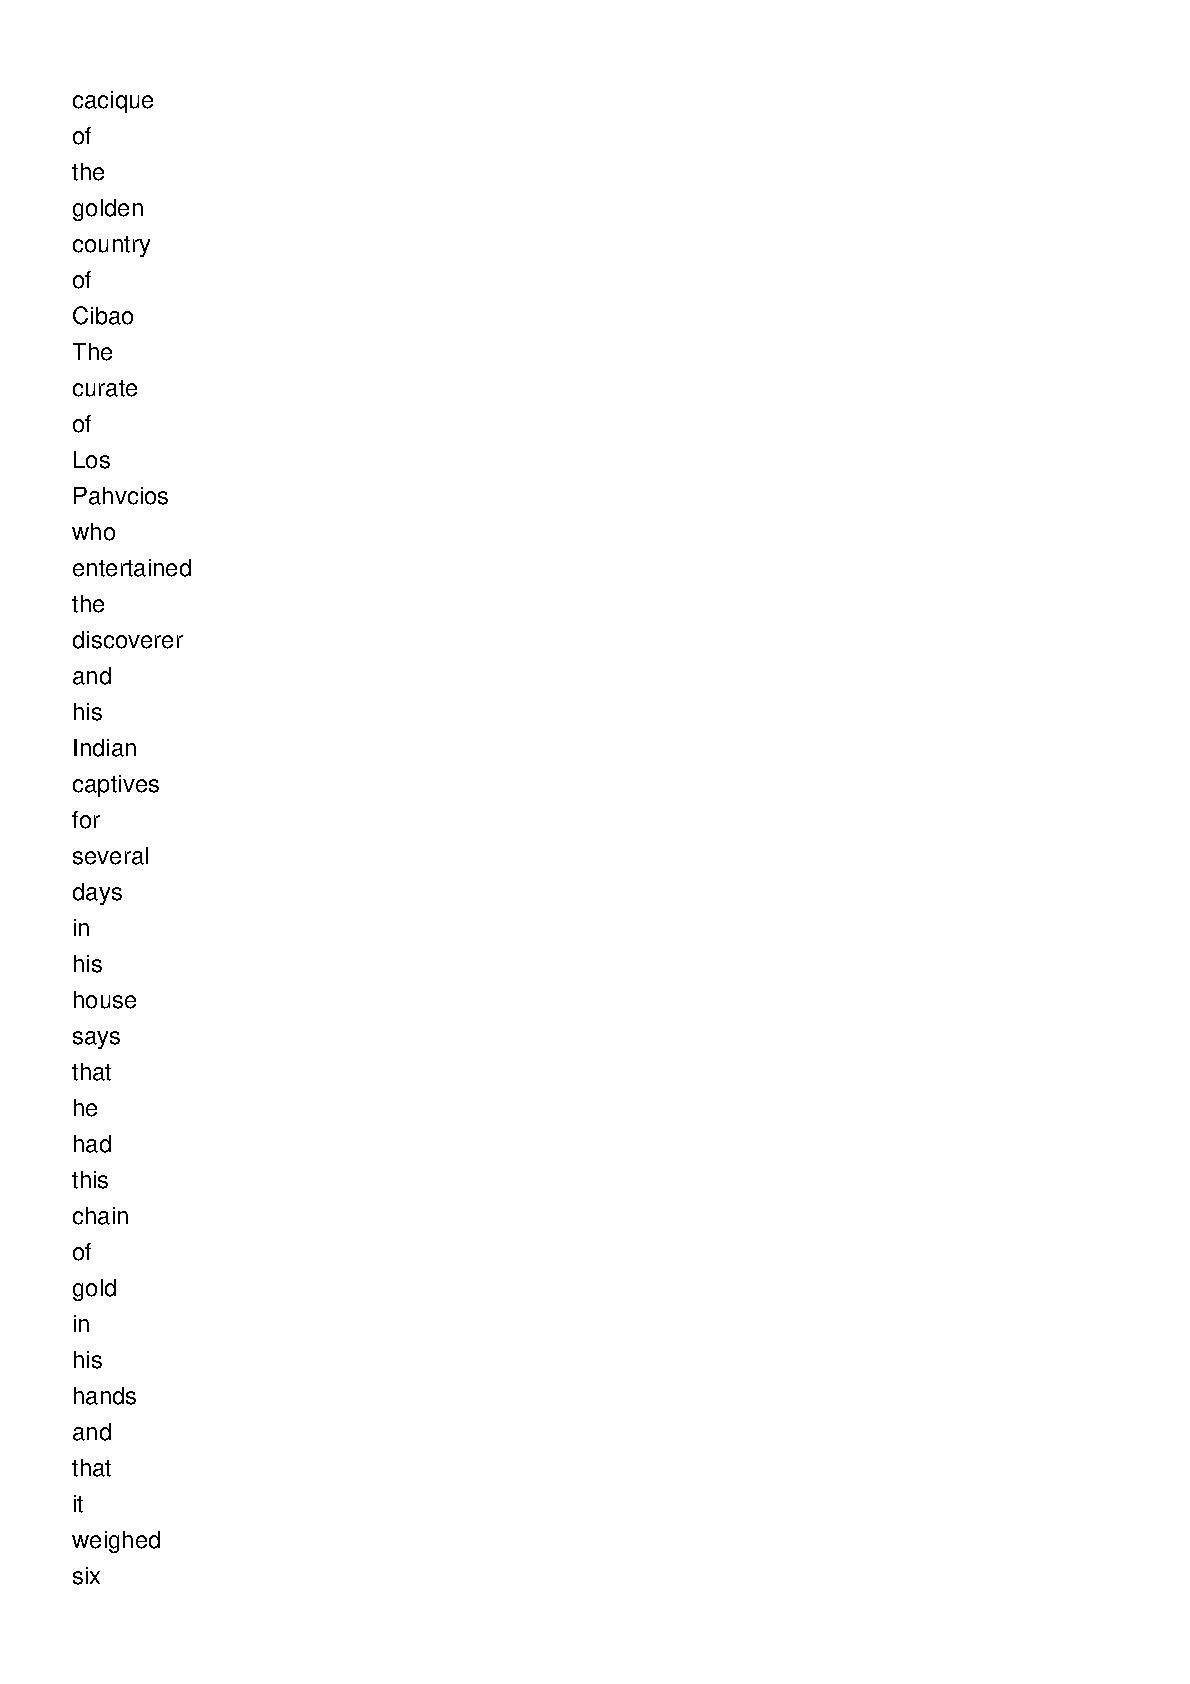 cacique
of
the
golden
country
of
Cibao
The
curate
of
Los
Pahvcios
who
entertained
the
discoverer
and
his
Indian
captives
for
several
days
in
his
house
says
that
he
had
this
chain
of
gold
in
his
hands
and
that
it
weighed
six